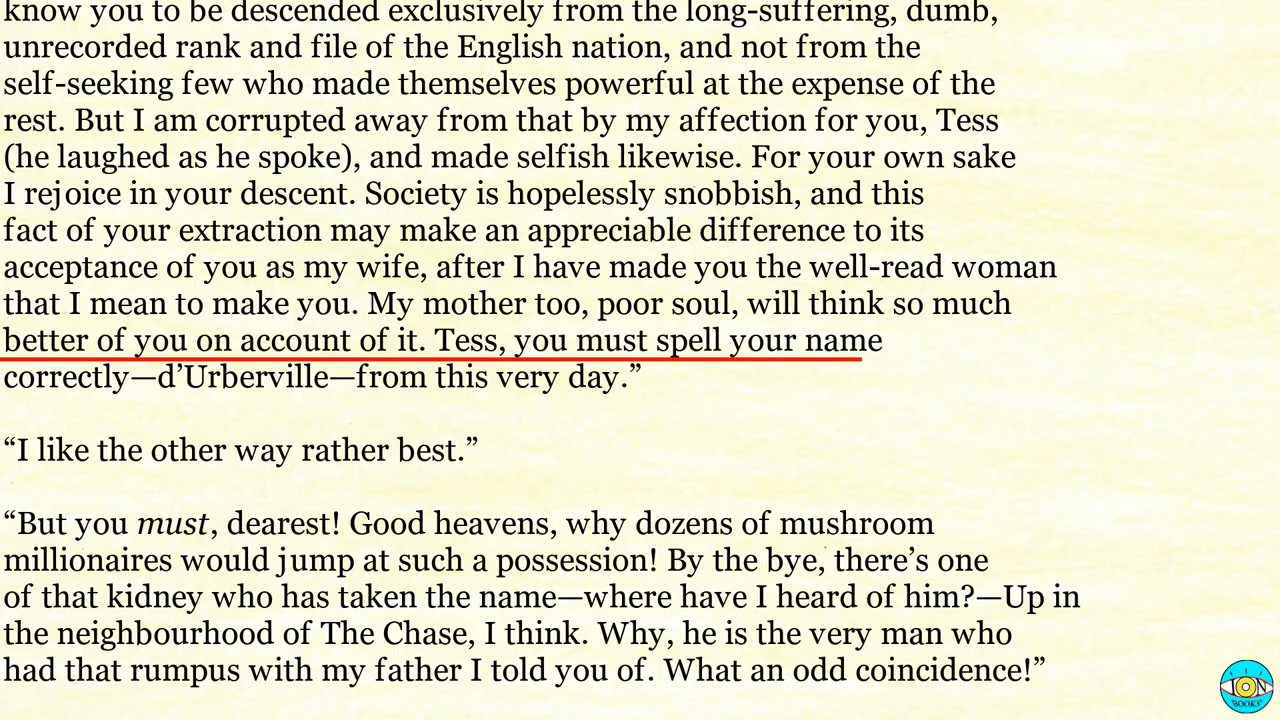 know you to be descended exclusively from the long-suffering, dumb,
unrecorded rank and file of the English nation, and not from the
self-seeking few who made themselves powerful at the expense of the
rest. But I am corrupted away from that by my affection for you, Tess
(he laughed as he spoke), and made selfish likewise. For your own sake
I rejoice in your descent. Society is hopelessly snobbish, and this
fact of your extraction may make an appreciable difference to its
acceptance of you as my wife, after I have made you the well-read woman
that I mean to make you. My mother too, poor soul, will think so much
better of you on account of it. Tess, you must spell your name
correctly—d’Urberville—from this very day.”
“I like the other way rather best.”
“But you must, dearest! Good heavens, why dozens of mushroom
millionaires would jump at such a possession! By the bye, there’s one
of that kidney who has taken the name—where have I heard of him?—Up in
the neighbourhood of The Chase, I think. Why, he is the very man who
had that rumpus with my father I told you of. What an odd coincidence!”
ION
BOOKS